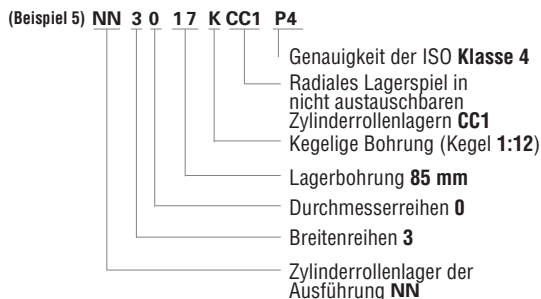 (Beispiel 5) NN 3 0 17 K CC1 P4
Genauigkeit der ISO Klasse 4
Radiales Lagerspiel in
nicht austauschbaren
Zylinderrollenlagern CC1
Kegelige Bohrung (Kegel 1:12)
Lagerbohrung 85 mm
Durchmesserreihen 0
Breitenreihen 3
Zylinderrollenlager der
Ausführung NN